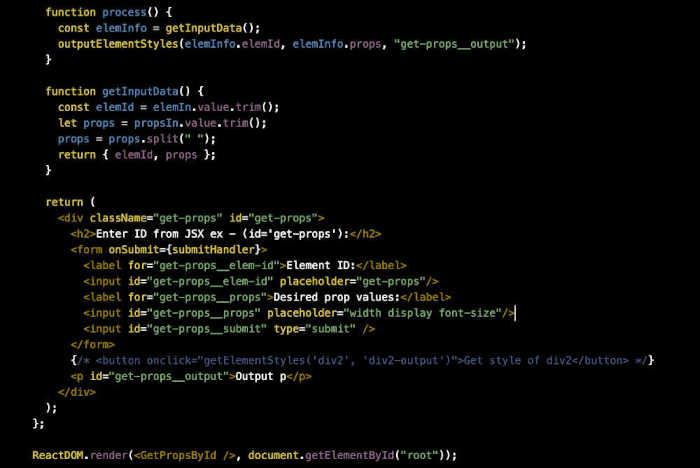 function process() {
const elemInfo = getInputData();
outputElementStyles(elemInfo.elemId, elemInfo.props, "get-props__output");
}
function getInputData() {
const elemId = elemIn.value.trim();
let props = propsIn.value.trim();
props = props.split(" ");
return { elemId, props };
}
return (
<div className="get-props" id="get-props">
<h2>Enter ID from JSX ex - (id='get-props'):</h2>
<form onSubmit={submitHandler}>
<label for="get-props__elem-id">Element ID:</label>
<input id="get-props__elem-id" placeholder="get-props"/>
<label for="get-props__props">Desired prop values:</label>
<input id="get-props__props" placeholder="width display font-size"/>
<input id="get-props__submit" type="submit" />
</form>
{/* <button onclick="getElementStyles('div2', 'div2-output')">Get style of div2</button> */}
<p id="get-props__output">Output p</p>
</div>
);
};
ReactDOM.render(<GetPropsById />, document.getElementById("root"));